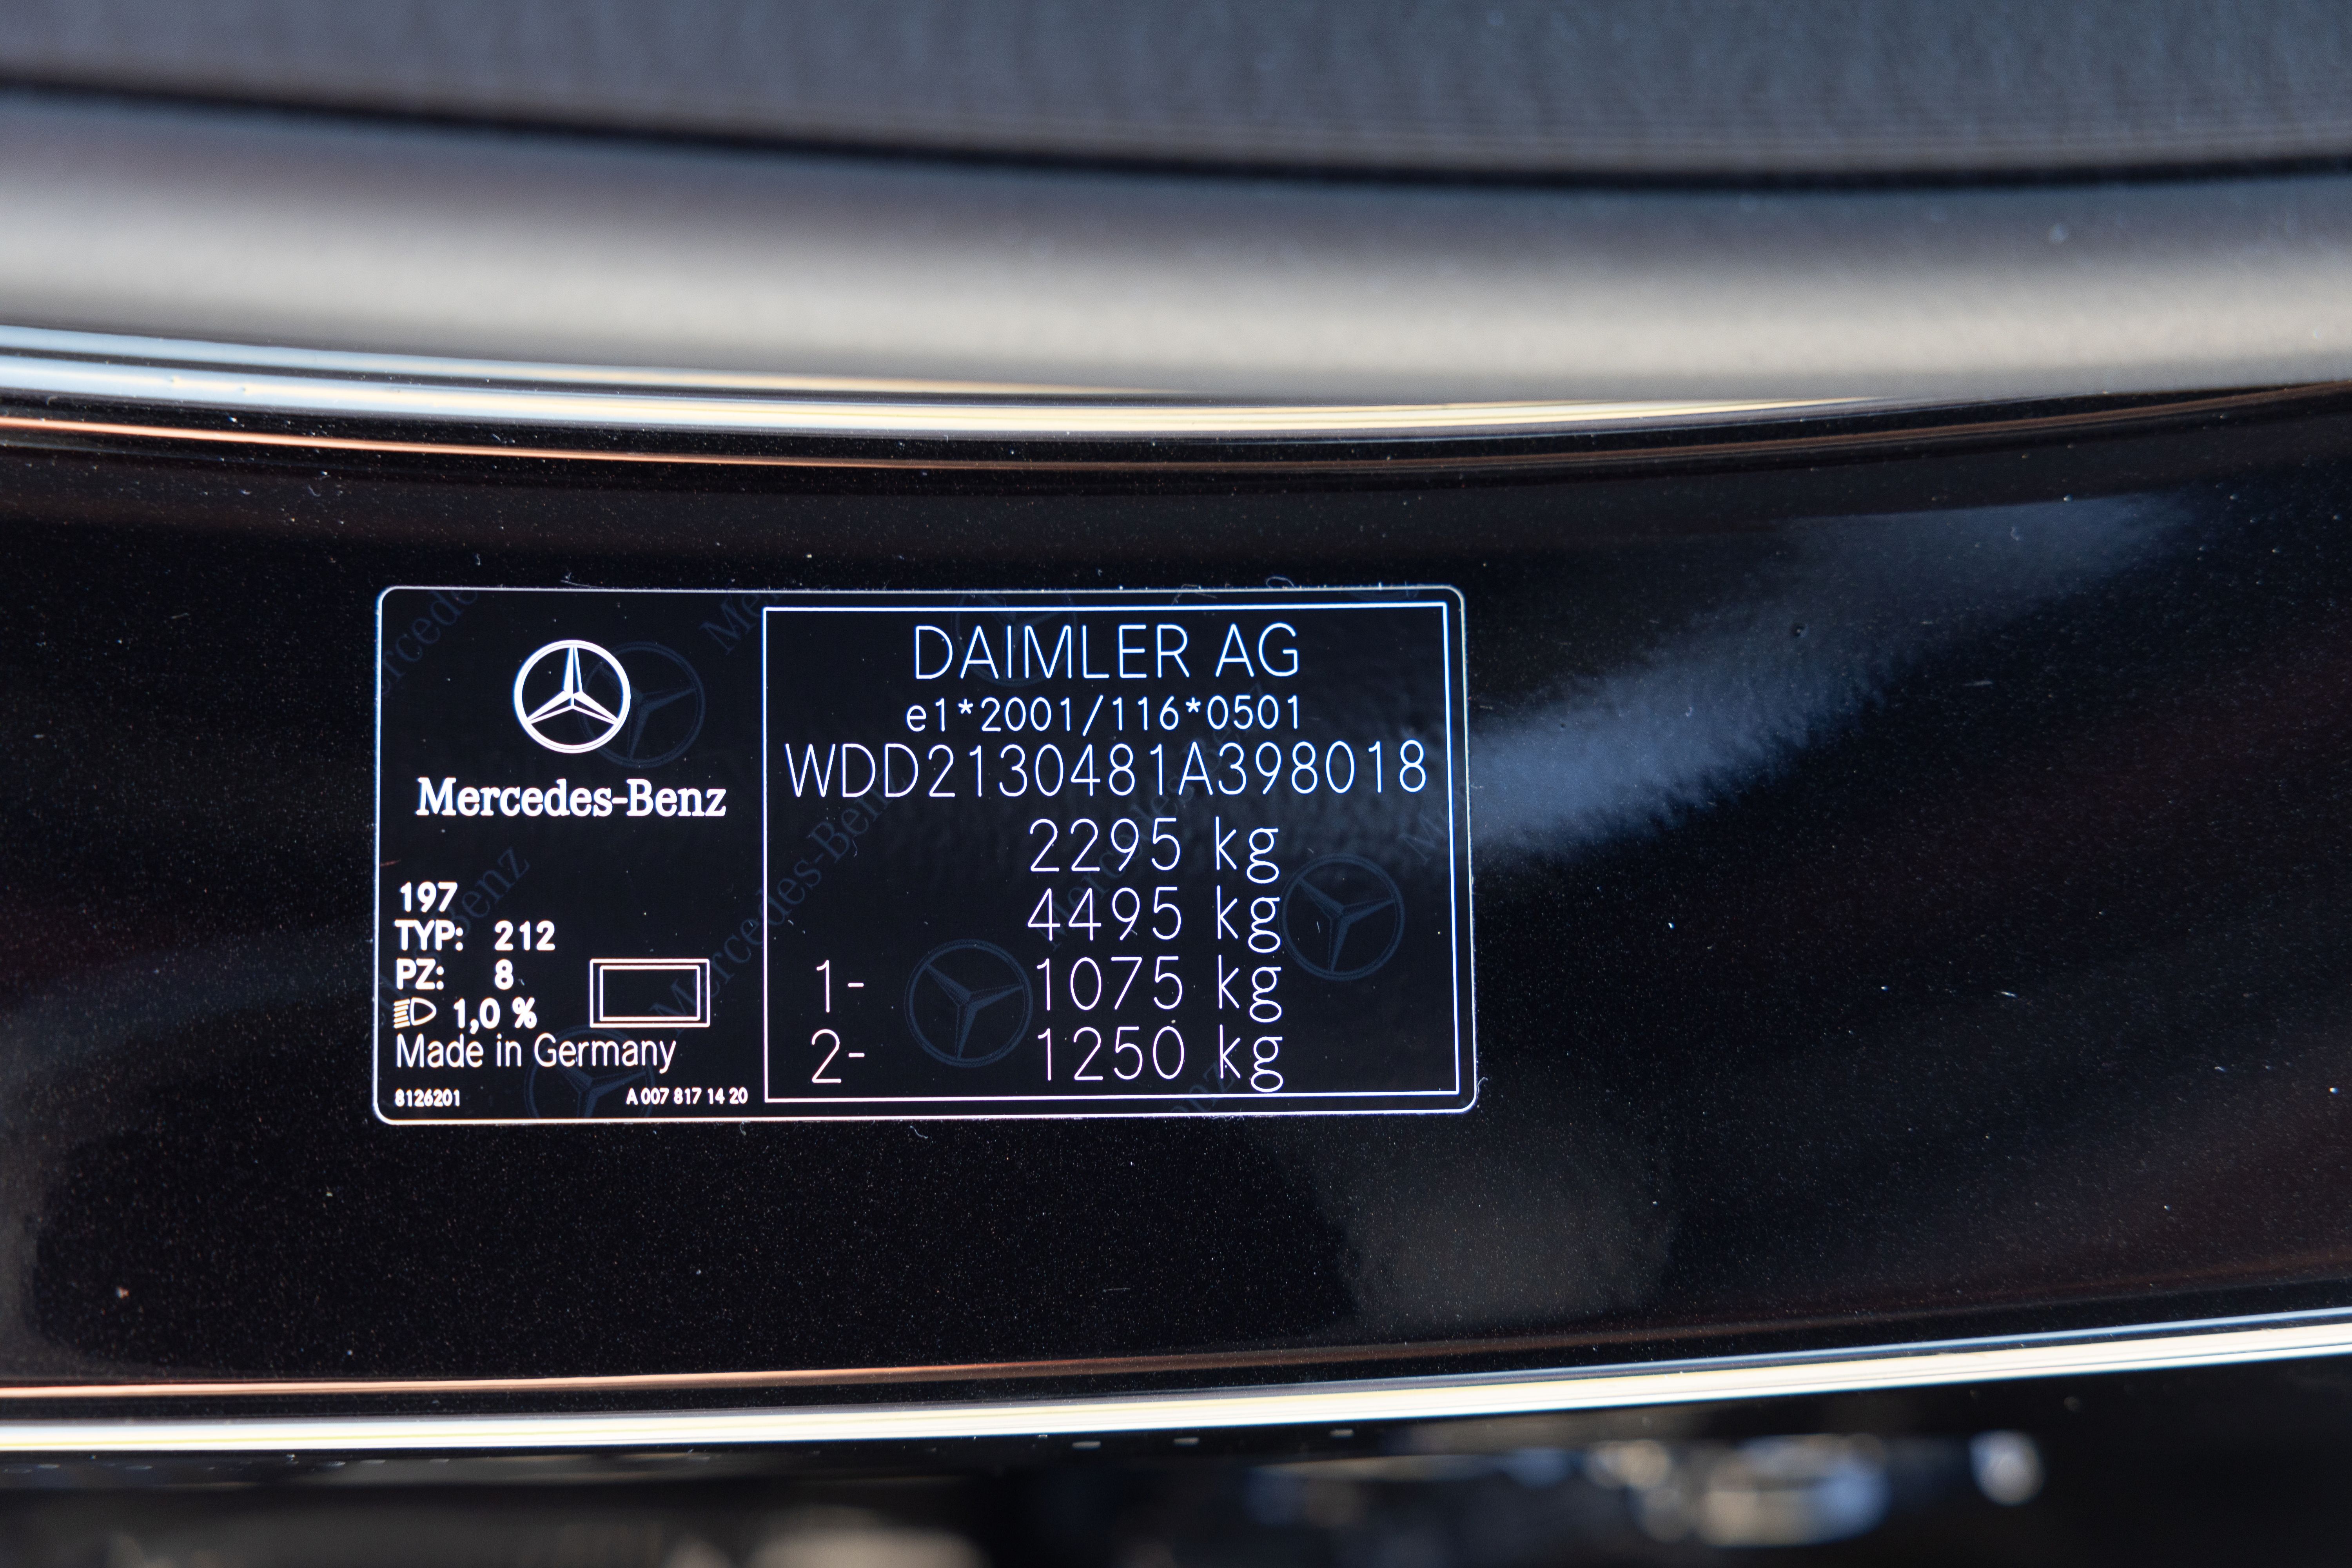 Mercedes-Benz
197
TYP: 212
PZ: 8
1,0 %
Made in Germany
8126201 A 007 817 14 20
DAIMLER AG
e1*2001/116*0501
WDD2130481A398018
2295 kg
4495 kg
1- 1075 kg
2- 1250 kg